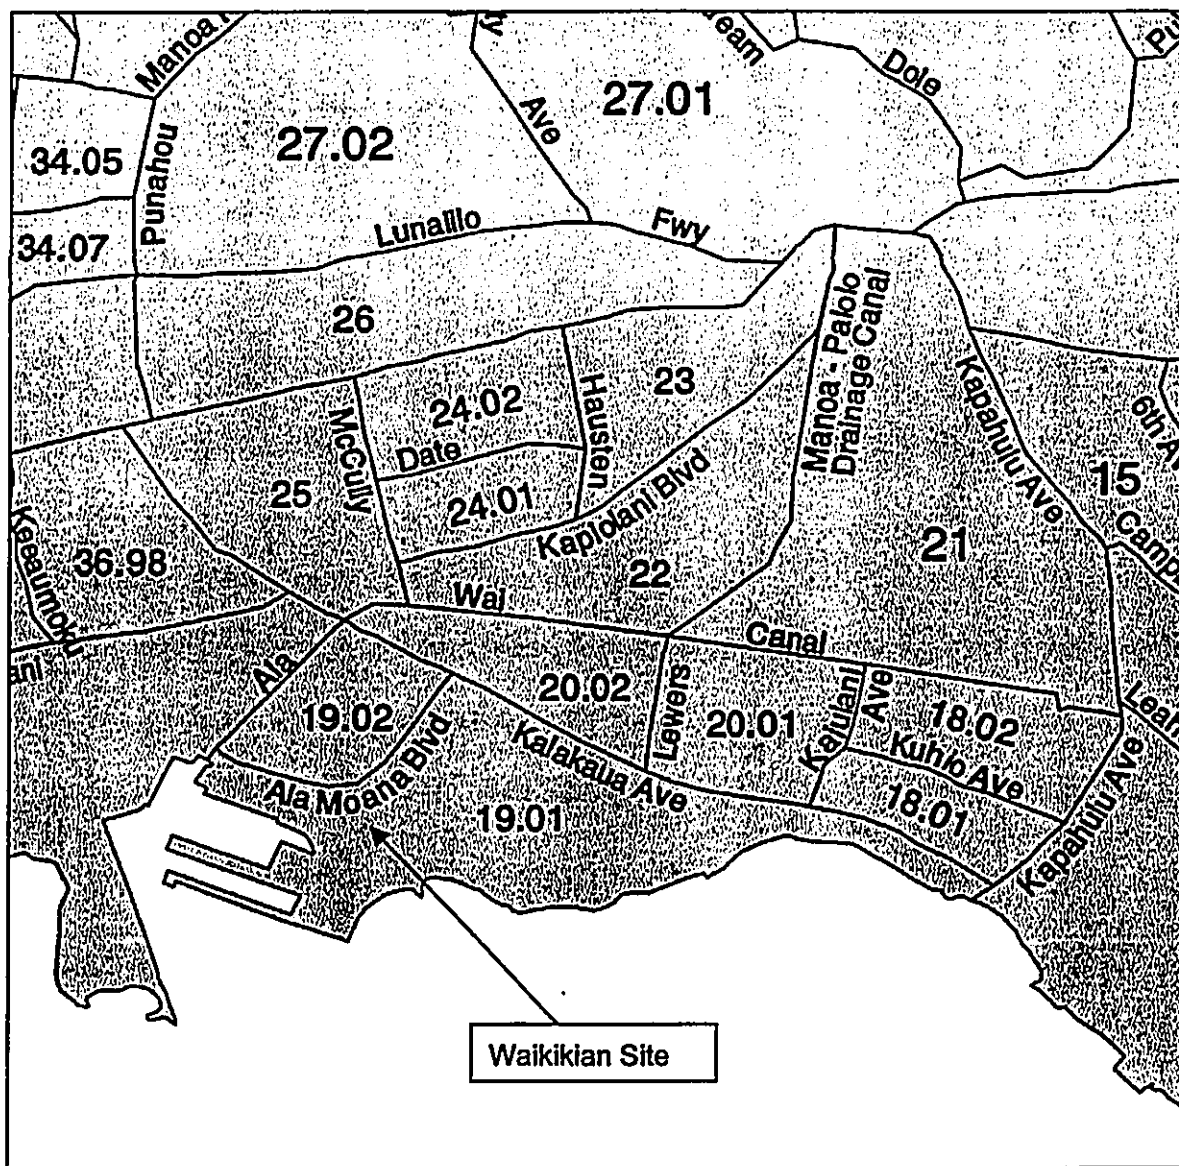 Manoa
Ave
27.01
Dole
27.02
34.05
Punahou
34.07
Lunalilo
Fwy
26
Manoa - Palolo
Drainage Canal
23
24.02
Hausten
Kapahulu Ave
6th
McCully
Date
15
25
24.01
Kapiolani Blvd
21
Keeaumoku
36.98
22
Wai
Canal
Ala
20.02
Lewers
20.01
Kaiulani
Ave
18.02
19.02
Kalakaua Ave
Kuhio Ave
Ala Moana Blvd
19.01
18.01
Kapahulu Ave
Waikikian Site